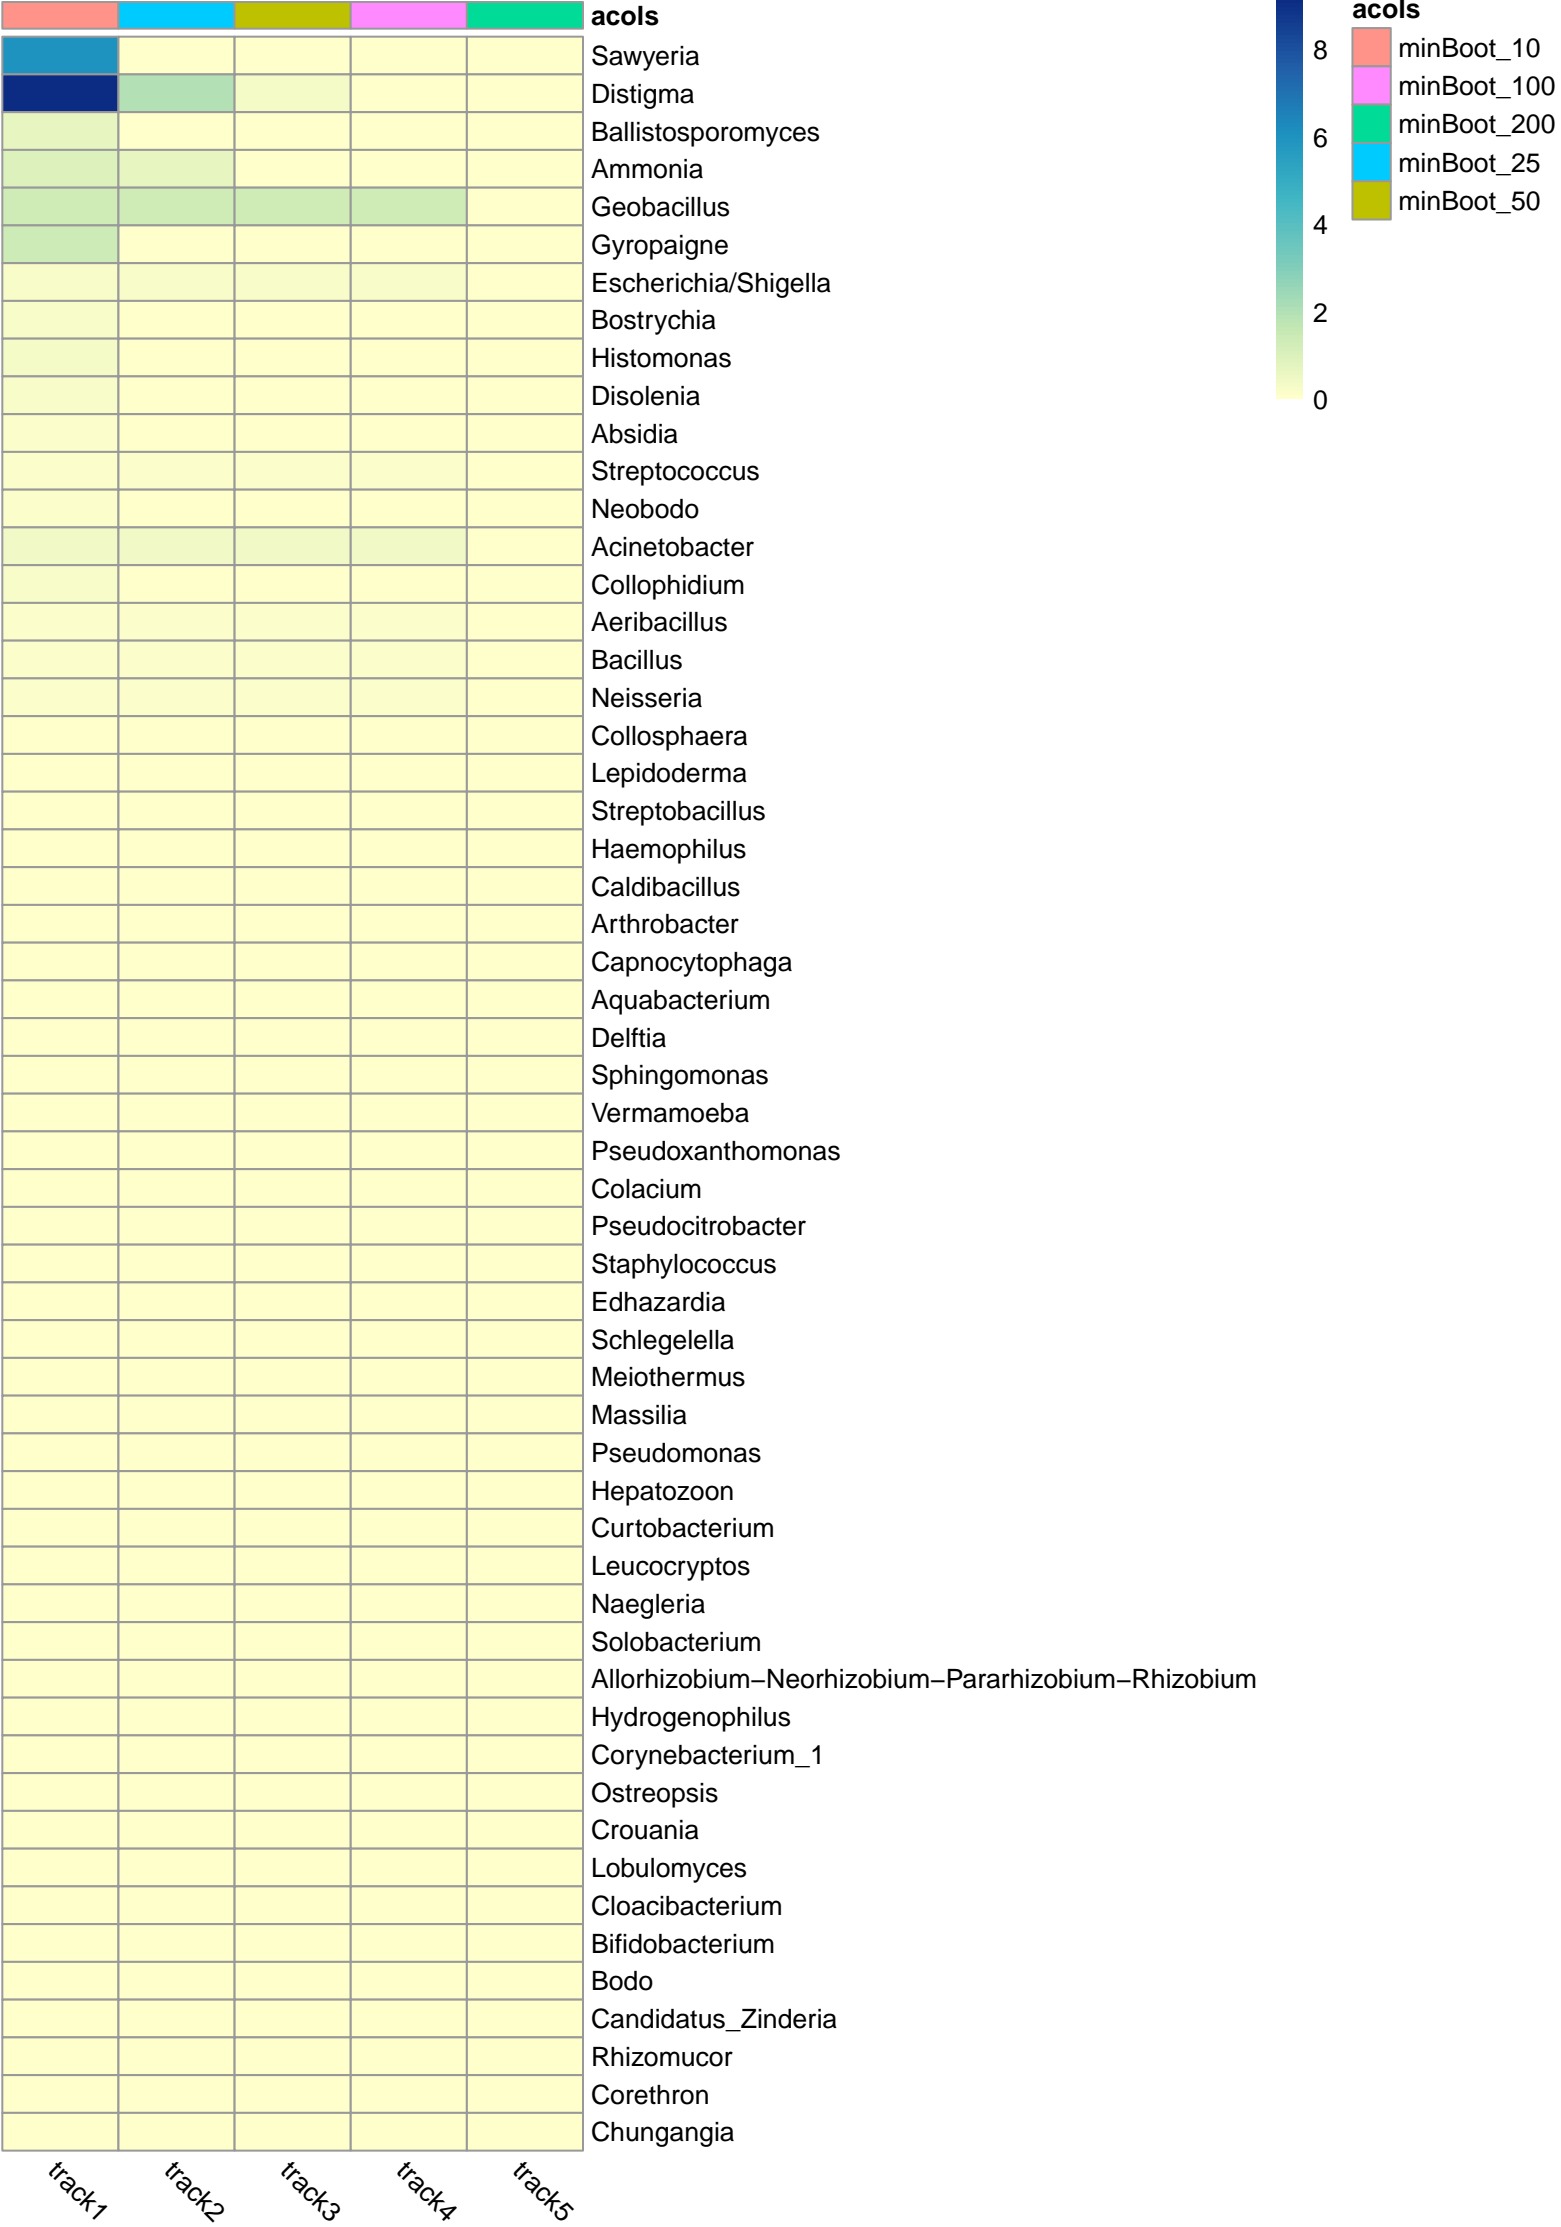 acols
Sawyeria
Distigma
Ballistosporomyces
Ammonia
Geobacillus
Gyropaigne
Escherichia/Shigella
Bostrychia
Histomonas
Disolenia
Absidia
Streptococcus
Neobodo
Acinetobacter
Collophidium
Aeribacillus
Bacillus
Neisseria
Collosphaera
Lepidoderma
Streptobacillus
Haemophilus
Caldibacillus
Arthrobacter
Capnocytophaga
Aquabacterium
Delftia
Sphingomonas
Vermamoeba
Pseudoxanthomonas
Colacium
Pseudocitrobacter
Staphylococcus
Edhazardia
Schlegelella
Meiothermus
Massilia
Pseudomonas
Hepatozoon
Curtobacterium
Leucocryptos
Naegleria
Solobacterium
Allorhizobium−Neorhizobium−Pararhizobium−Rhizobium
Hydrogenophilus
Corynebacterium_1
Ostreopsis
Crouania
Lobulomyces
Cloacibacterium
Bifidobacterium
Bodo
Candidatus_Zinderia
Rhizomucor
Corethron
Chungangia
track1
track2
track3
track4
track5
8
6
4
2
0
acols
minBoot_10
minBoot_100
minBoot_200
minBoot_25
minBoot_50